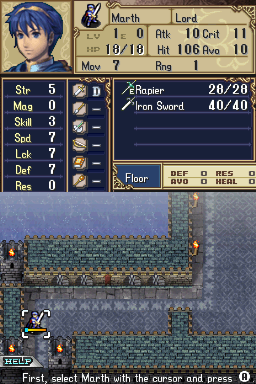 Marth Lord
LV 1 E 0 Atk 10 Crit 11
HP 18/18 Hit 106 Avo 10
Mov 7 Rng 1
Str 5 D
Mag 0 –
Skill 3 –
Spd 7 –
Lck 7 –
Def 7 –
Res 0
Rapier 20/20
Iron Sword 40/40
Floor
DEF 0 RES 0
AVO 0 HEAL 0
HELP
First, select Marth with the cursor and press A